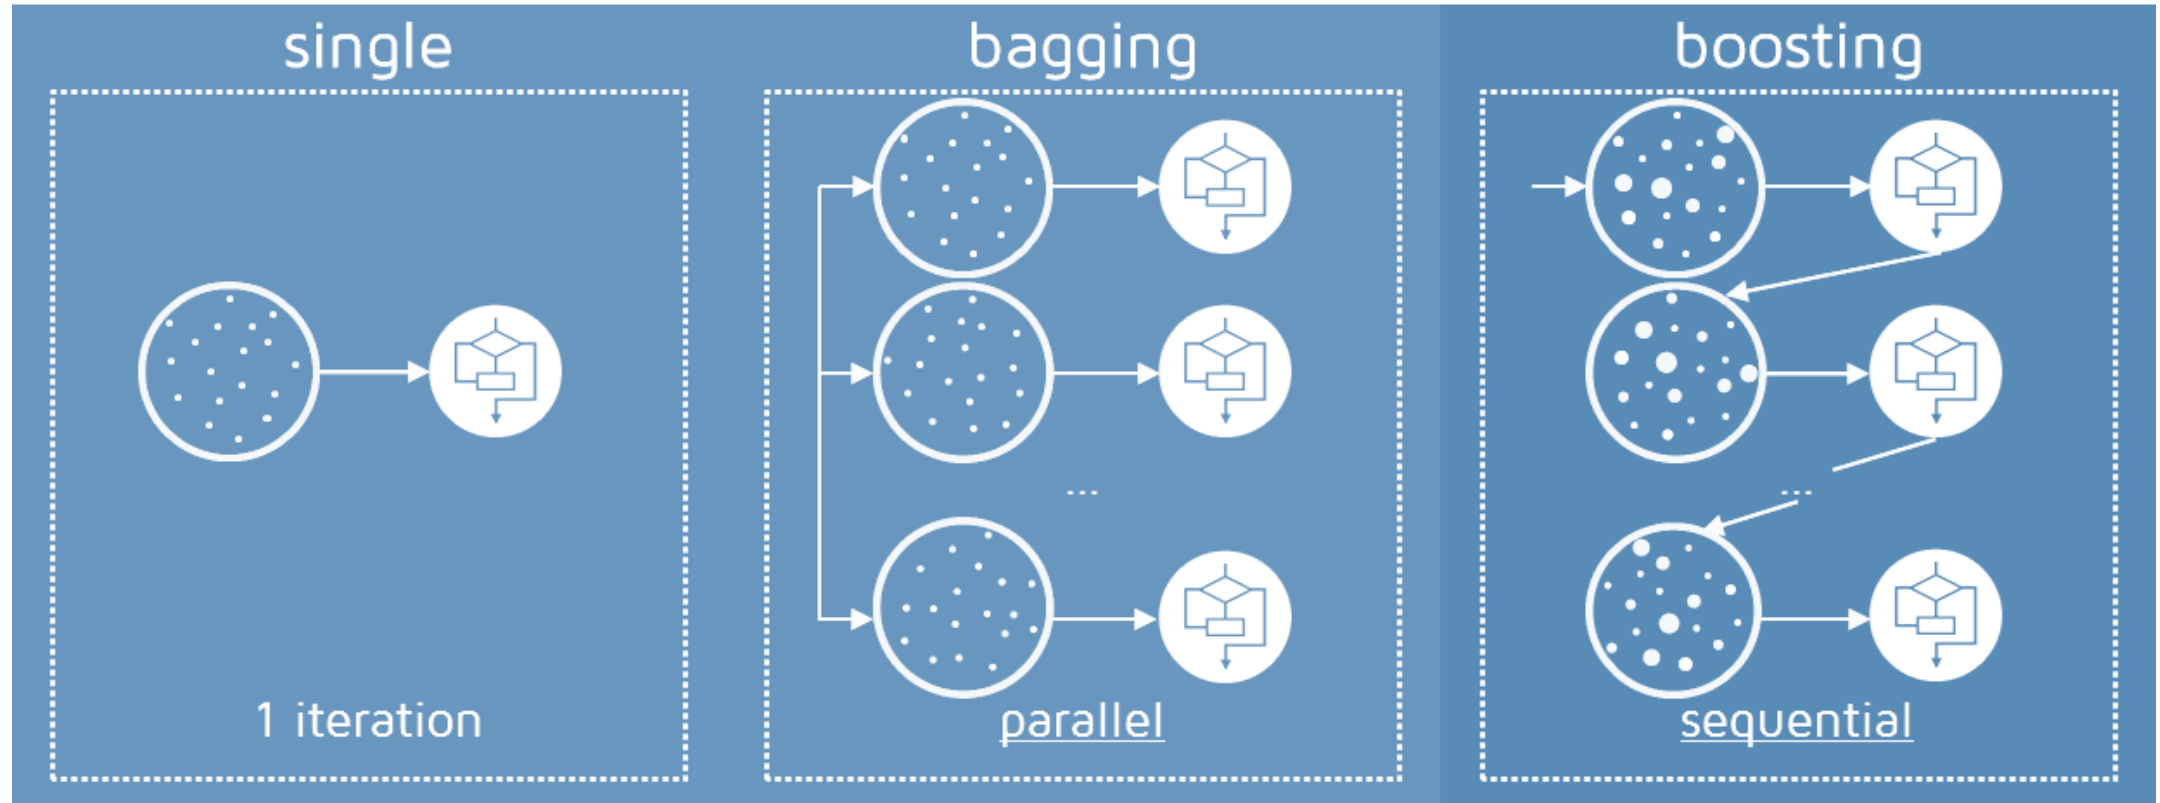 single
bagging
boosting
...
...
1 iteration
parallel
sequential